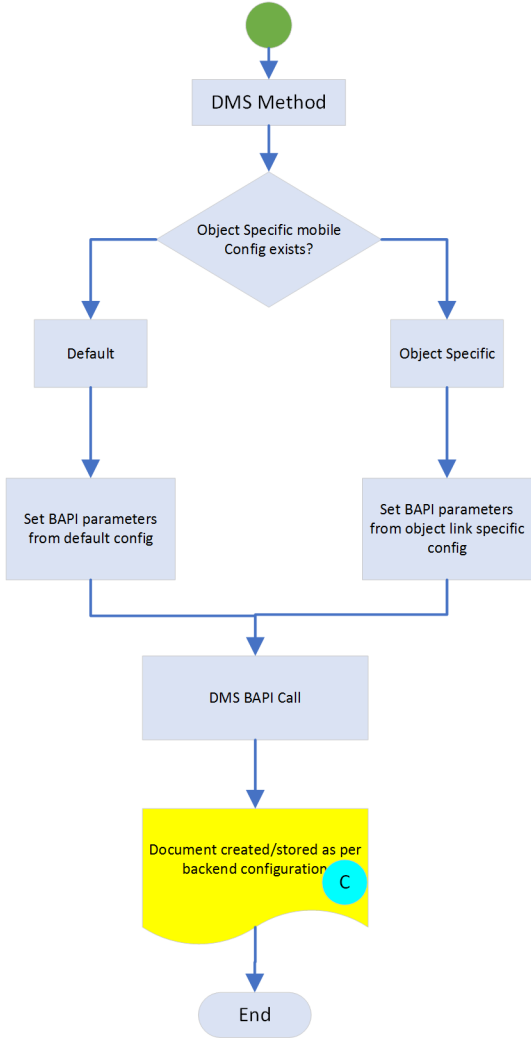 DMS Method
Object Specific mobile
Config exists?
Default
Object Specific
Set BAPI parameters
from default config
Set BAPI parameters
from object link specific
config
DMS BAPI Call
Document created/stored as per
backend configuration
C
End